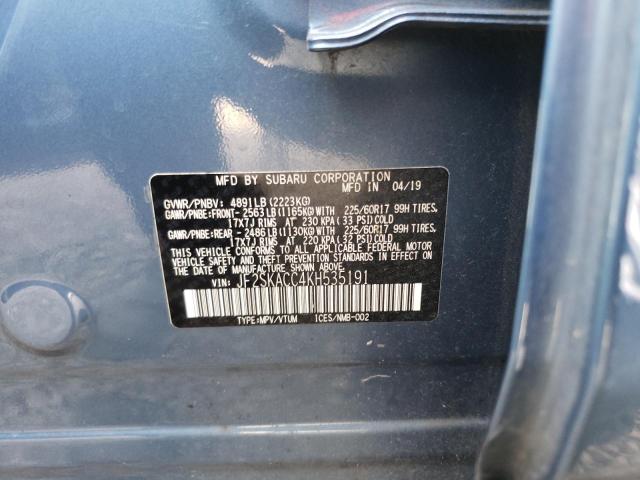 MFD BY SUBARU CORPORATION
MFD IN 04/19
GVWR/PNBV: 4891LB(2223KG)
GAWR/PNBE:FRONT- 2563LB(1165KG)WITH 225/60R17 99H TIRES,
17X7J RIMS AT 230 KPA(33 PSI)COLD
GAWR/PNBE:REAR -2486LB(1130KG)WITH 225/60R17 99H TIRES,
17X7J RIMS AT 220 KPA(32 PSI)COLD
THIS VEHICLE CONFORMS TO ALL APPLICABLE FEDERAL MOTOR
VEHICLE SAFETY AND THEFT PREVENTION STANDARDS IN EFFECT
ON THE DATE OF MANUFACTURE SHOWN ABOVE.
VIN: JF2SKACC4KH535191
TYPE:MPV/VTUM ICES/NMB-002